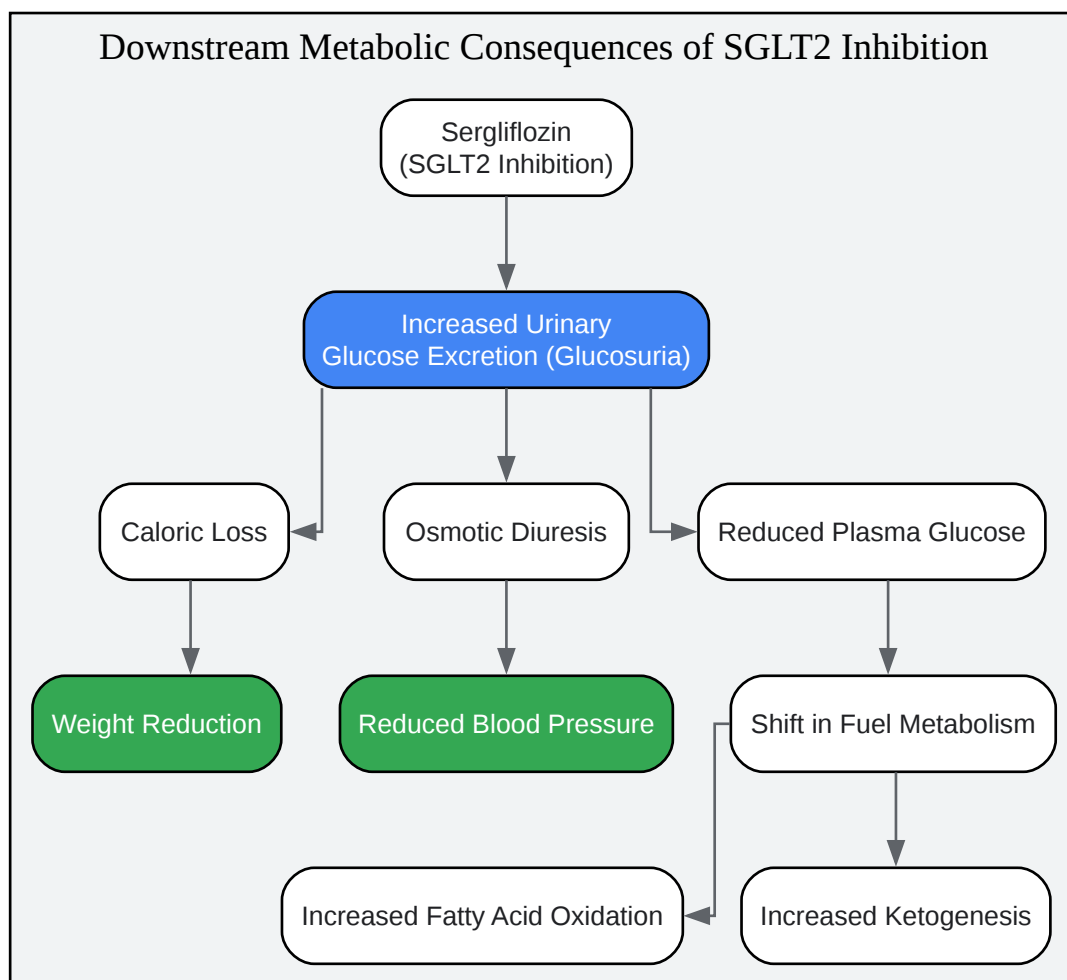 Downstream Metabolic Consequences of SGLT2 Inhibition
Sergliflozin
(SGLT2 Inhibition)
Increased Urinary
Glucose Excretion (Glucosuria)
Caloric Loss
Osmotic Diuresis
Reduced Plasma Glucose
Weight Reduction
Reduced Blood Pressure
Shift in Fuel Metabolism
Increased Fatty Acid Oxidation
Increased Ketogenesis